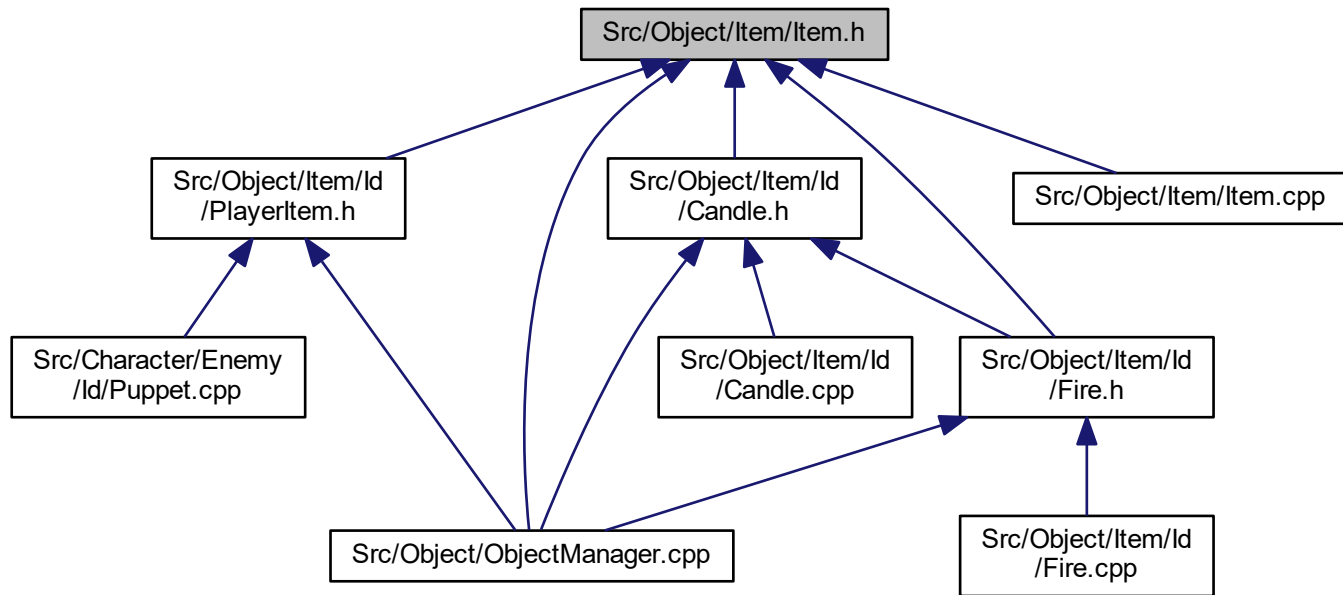 Src/Object/Item/Item.h
Src/Object/Item/Id
/PlayerItem.h
Src/Object/Item/Id
/Candle.h
Src/Object/Item/Item.cpp
Src/Character/Enemy
/Id/Puppet.cpp
Src/Object/Item/Id
/Candle.cpp
Src/Object/Item/Id
/Fire.h
Src/Object/ObjectManager.cpp
Src/Object/Item/Id
/Fire.cpp